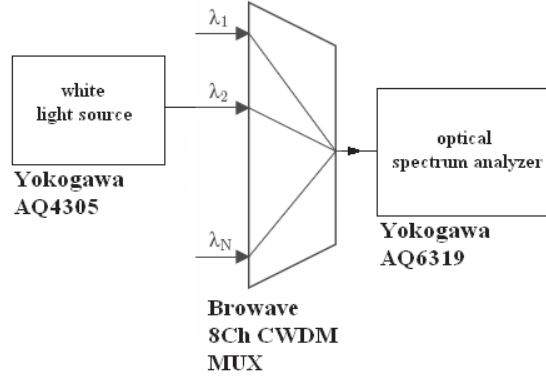 λ1
white
light source
λ2
optical
spectrum analyzer
Yokogawa
AQ4305
Yokogawa
AQ6319
λN
Browave
8Ch CWDM
MUX